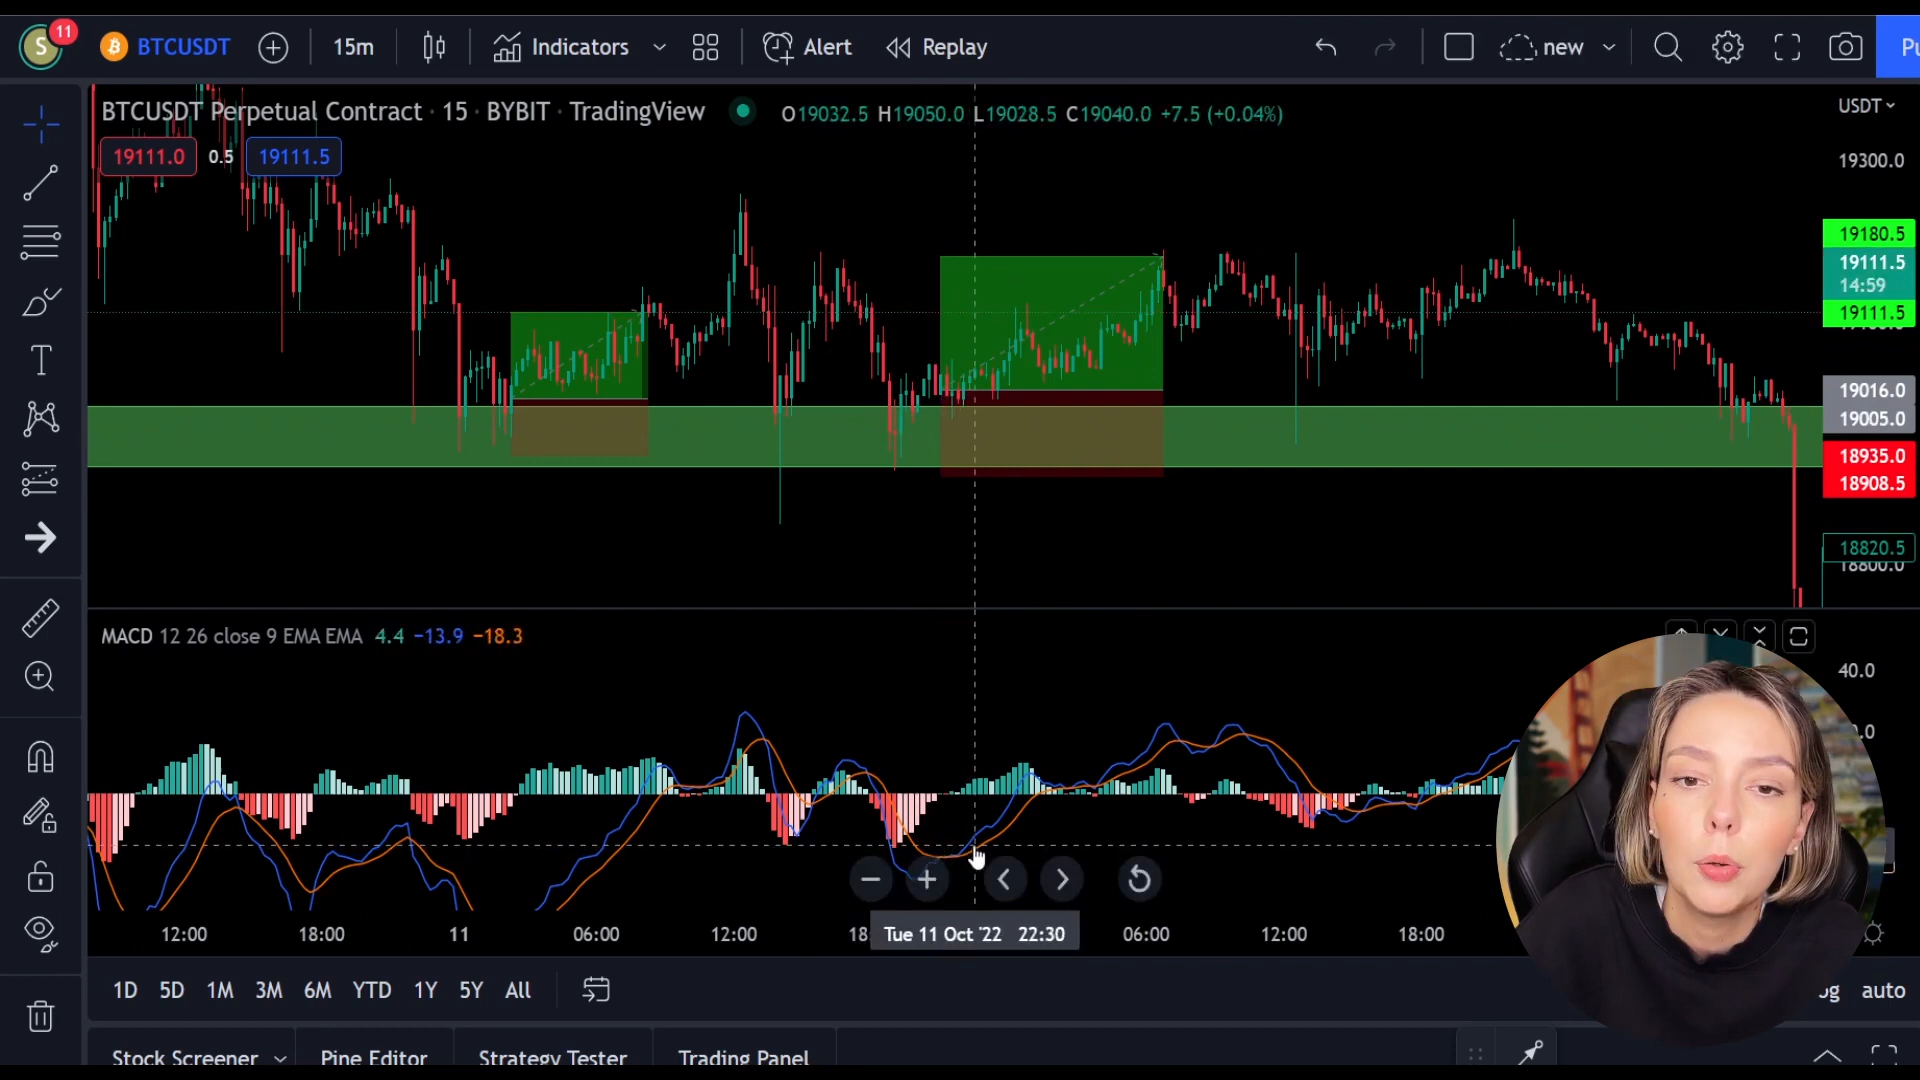 S 11 BTCUSDT 15m Indicators Alert Replay new Pu
BTCUSDT Perpetual Contract · 15 · BYBIT · TradingView O19032.5 H19050.0 L19028.5 C19040.0 +7.5 (+0.04%) USDT
19111.0 0.5 19111.5 19300.0
19180.5
19111.5
14:59
19111.5
19016.0
19005.0
18935.0
18908.5
18820.5
18800.0
MACD 12 26 close 9 EMA EMA 4.4 −13.9 −18.3
40.0
12:00 18:00 11 06:00 12:00 18: Tue 11 Oct '22 22:30 06:00 12:00 18:00
1D 5D 1M 3M 6M YTD 1Y 5Y All auto
Stock Screener Pine Editor Strategy Tester Trading Panel